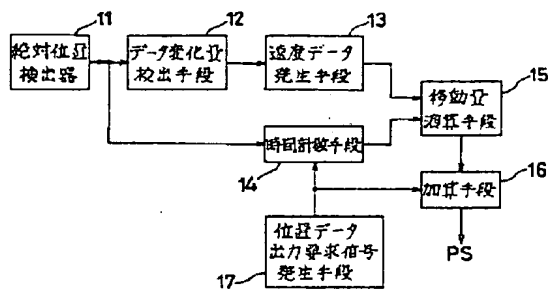 11
12
13
絶対位置
検出器
データ変化量
検出手段
速度データ
発生手段
15
移動量
演算手段
時間計数手段
14
16
加算手段
位置データ
出力要求信号
発生手段
17
PS